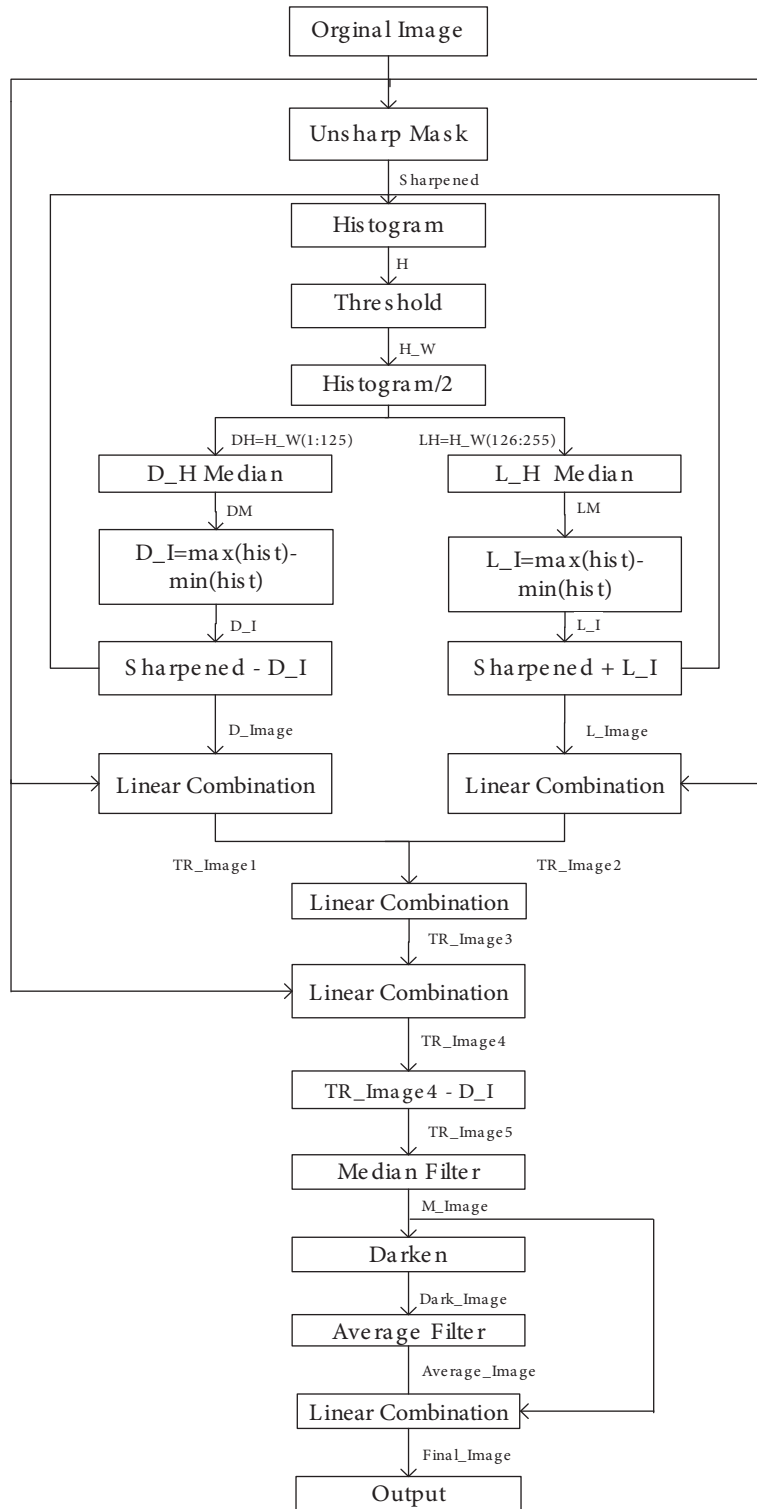 Orginal Image
Unsharp Mask
Sharpened
Histogram
H
Threshold
H_W
Histogram/2
DH=H_W(1:125)
LH=H_W(126:255)
D_H Median
L_H Median
DM
LM
D_I=max(hist)-
min(hist)
L_I=max(hist)-
min(hist)
D_I
L_I
Sharpened - D_I
Sharpened + L_I
D_Image
L_Image
Linear Combination
Linear Combination
TR_Image1
TR_Image2
Linear Combination
TR_Image3
Linear Combination
TR_Image4
TR_Image4 - D_I
TR_Image5
Median Filter
M_Image
Darken
Dark_Image
Average Filter
Average_Image
Linear Combination
Final_Image
Output